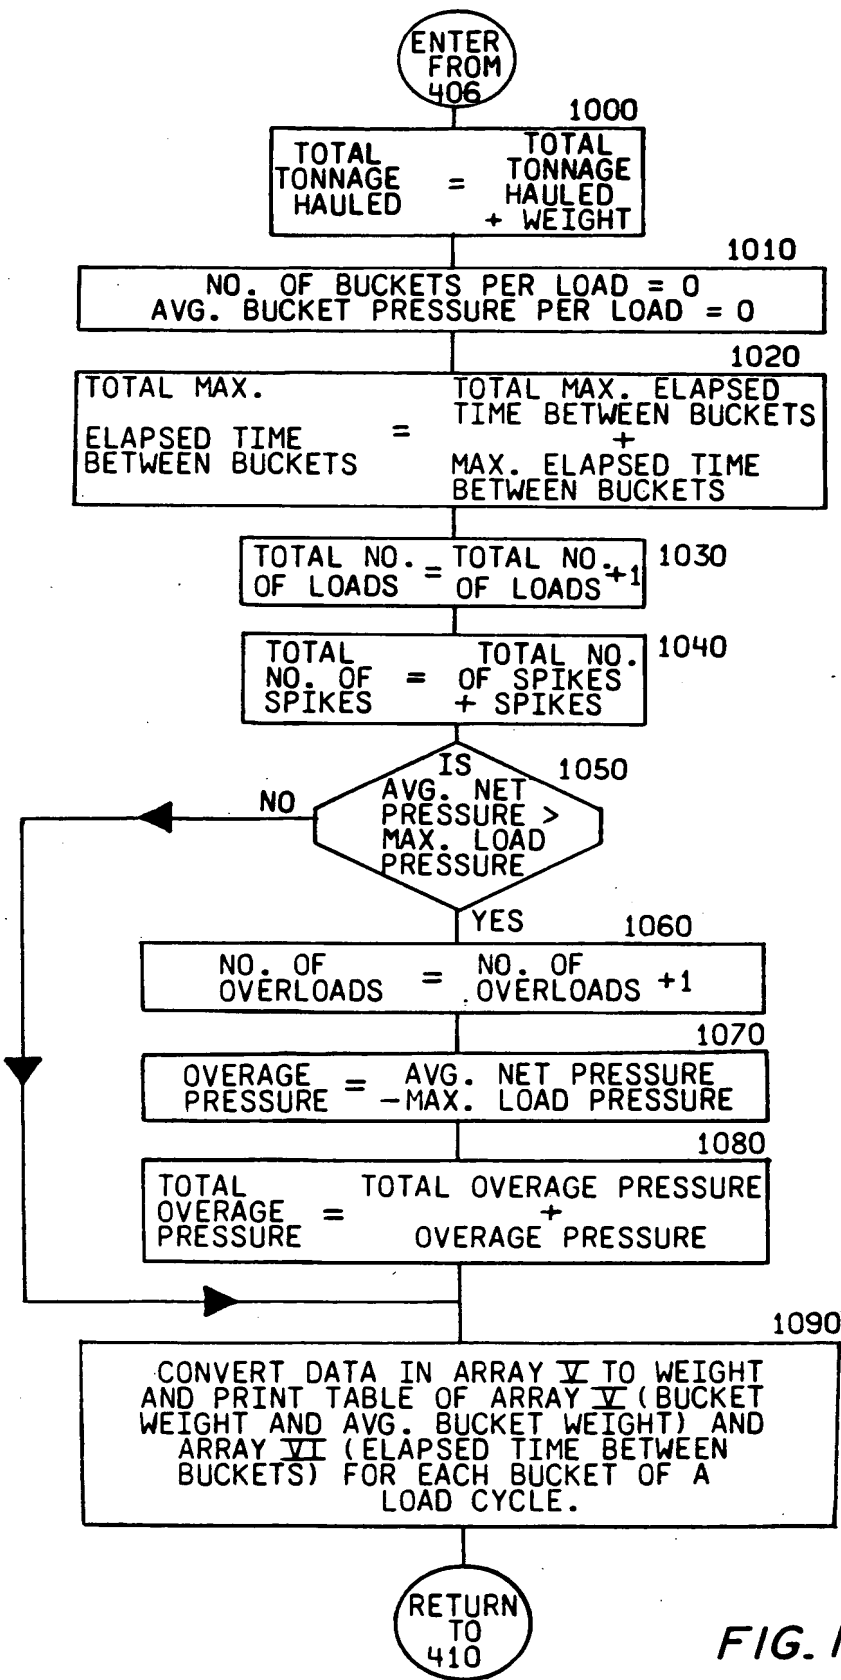 ENTER
FROM
406
1000
TOTAL
TONNAGE
HAULED
=
TOTAL
TONNAGE
HAULED
+ WEIGHT
1010
NO. OF BUCKETS PER LOAD = 0
AVG. BUCKET PRESSURE PER LOAD = 0
1020
TOTAL MAX.
ELAPSED TIME
BETWEEN BUCKETS
=
TOTAL MAX. ELAPSED
TIME BETWEEN BUCKETS
+
MAX. ELAPSED TIME
BETWEEN BUCKETS
1030
TOTAL NO.
OF LOADS
=
TOTAL NO.
OF LOADS
+1
1040
TOTAL
NO. OF
SPIKES
=
TOTAL NO.
OF SPIKES
+ SPIKES
1050
IS
AVG. NET
PRESSURE >
MAX. LOAD
PRESSURE
NO
YES
1060
NO. OF
OVERLOADS
=
NO. OF
OVERLOADS
+1
1070
OVERAGE
PRESSURE
=
AVG. NET PRESSURE
-MAX. LOAD PRESSURE
1080
TOTAL
OVERAGE
PRESSURE
=
TOTAL OVERAGE PRESSURE
+
OVERAGE PRESSURE
1090
CONVERT DATA IN ARRAY V TO WEIGHT
AND PRINT TABLE OF ARRAY V (BUCKET
WEIGHT AND AVG. BUCKET WEIGHT) AND
ARRAY VI (ELAPSED TIME BETWEEN
BUCKETS) FOR EACH BUCKET OF A
LOAD CYCLE.
RETURN
TO
410
FIG.